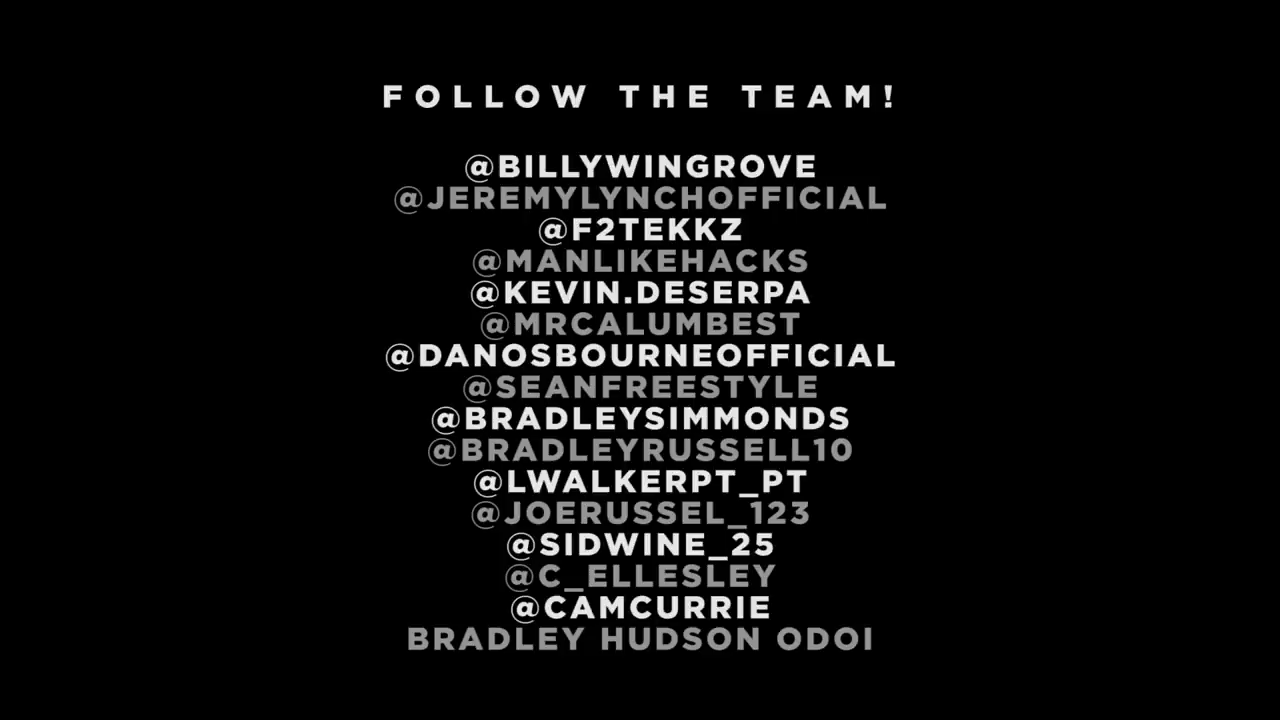 FOLLOW THE TEAM!
@BILLYWINGROVE
@JEREMYLYNCHOFFICIAL
@F2TEKKZ
@MANLIKEHACKS
@KEVIN.DESERPA
@MRCALUMBEST
@DANOSBOURNEOFFICIAL
@SEANFREESTYLE
@BRADLEYSIMMONDS
@BRADLEYRUSSELL10
@LWALKERPT_PT
@JOERUSSEL_123
@SIDWINE_25
@C_ELLESLEY
@CAMCURRIE
BRADLEY HUDSON ODOI